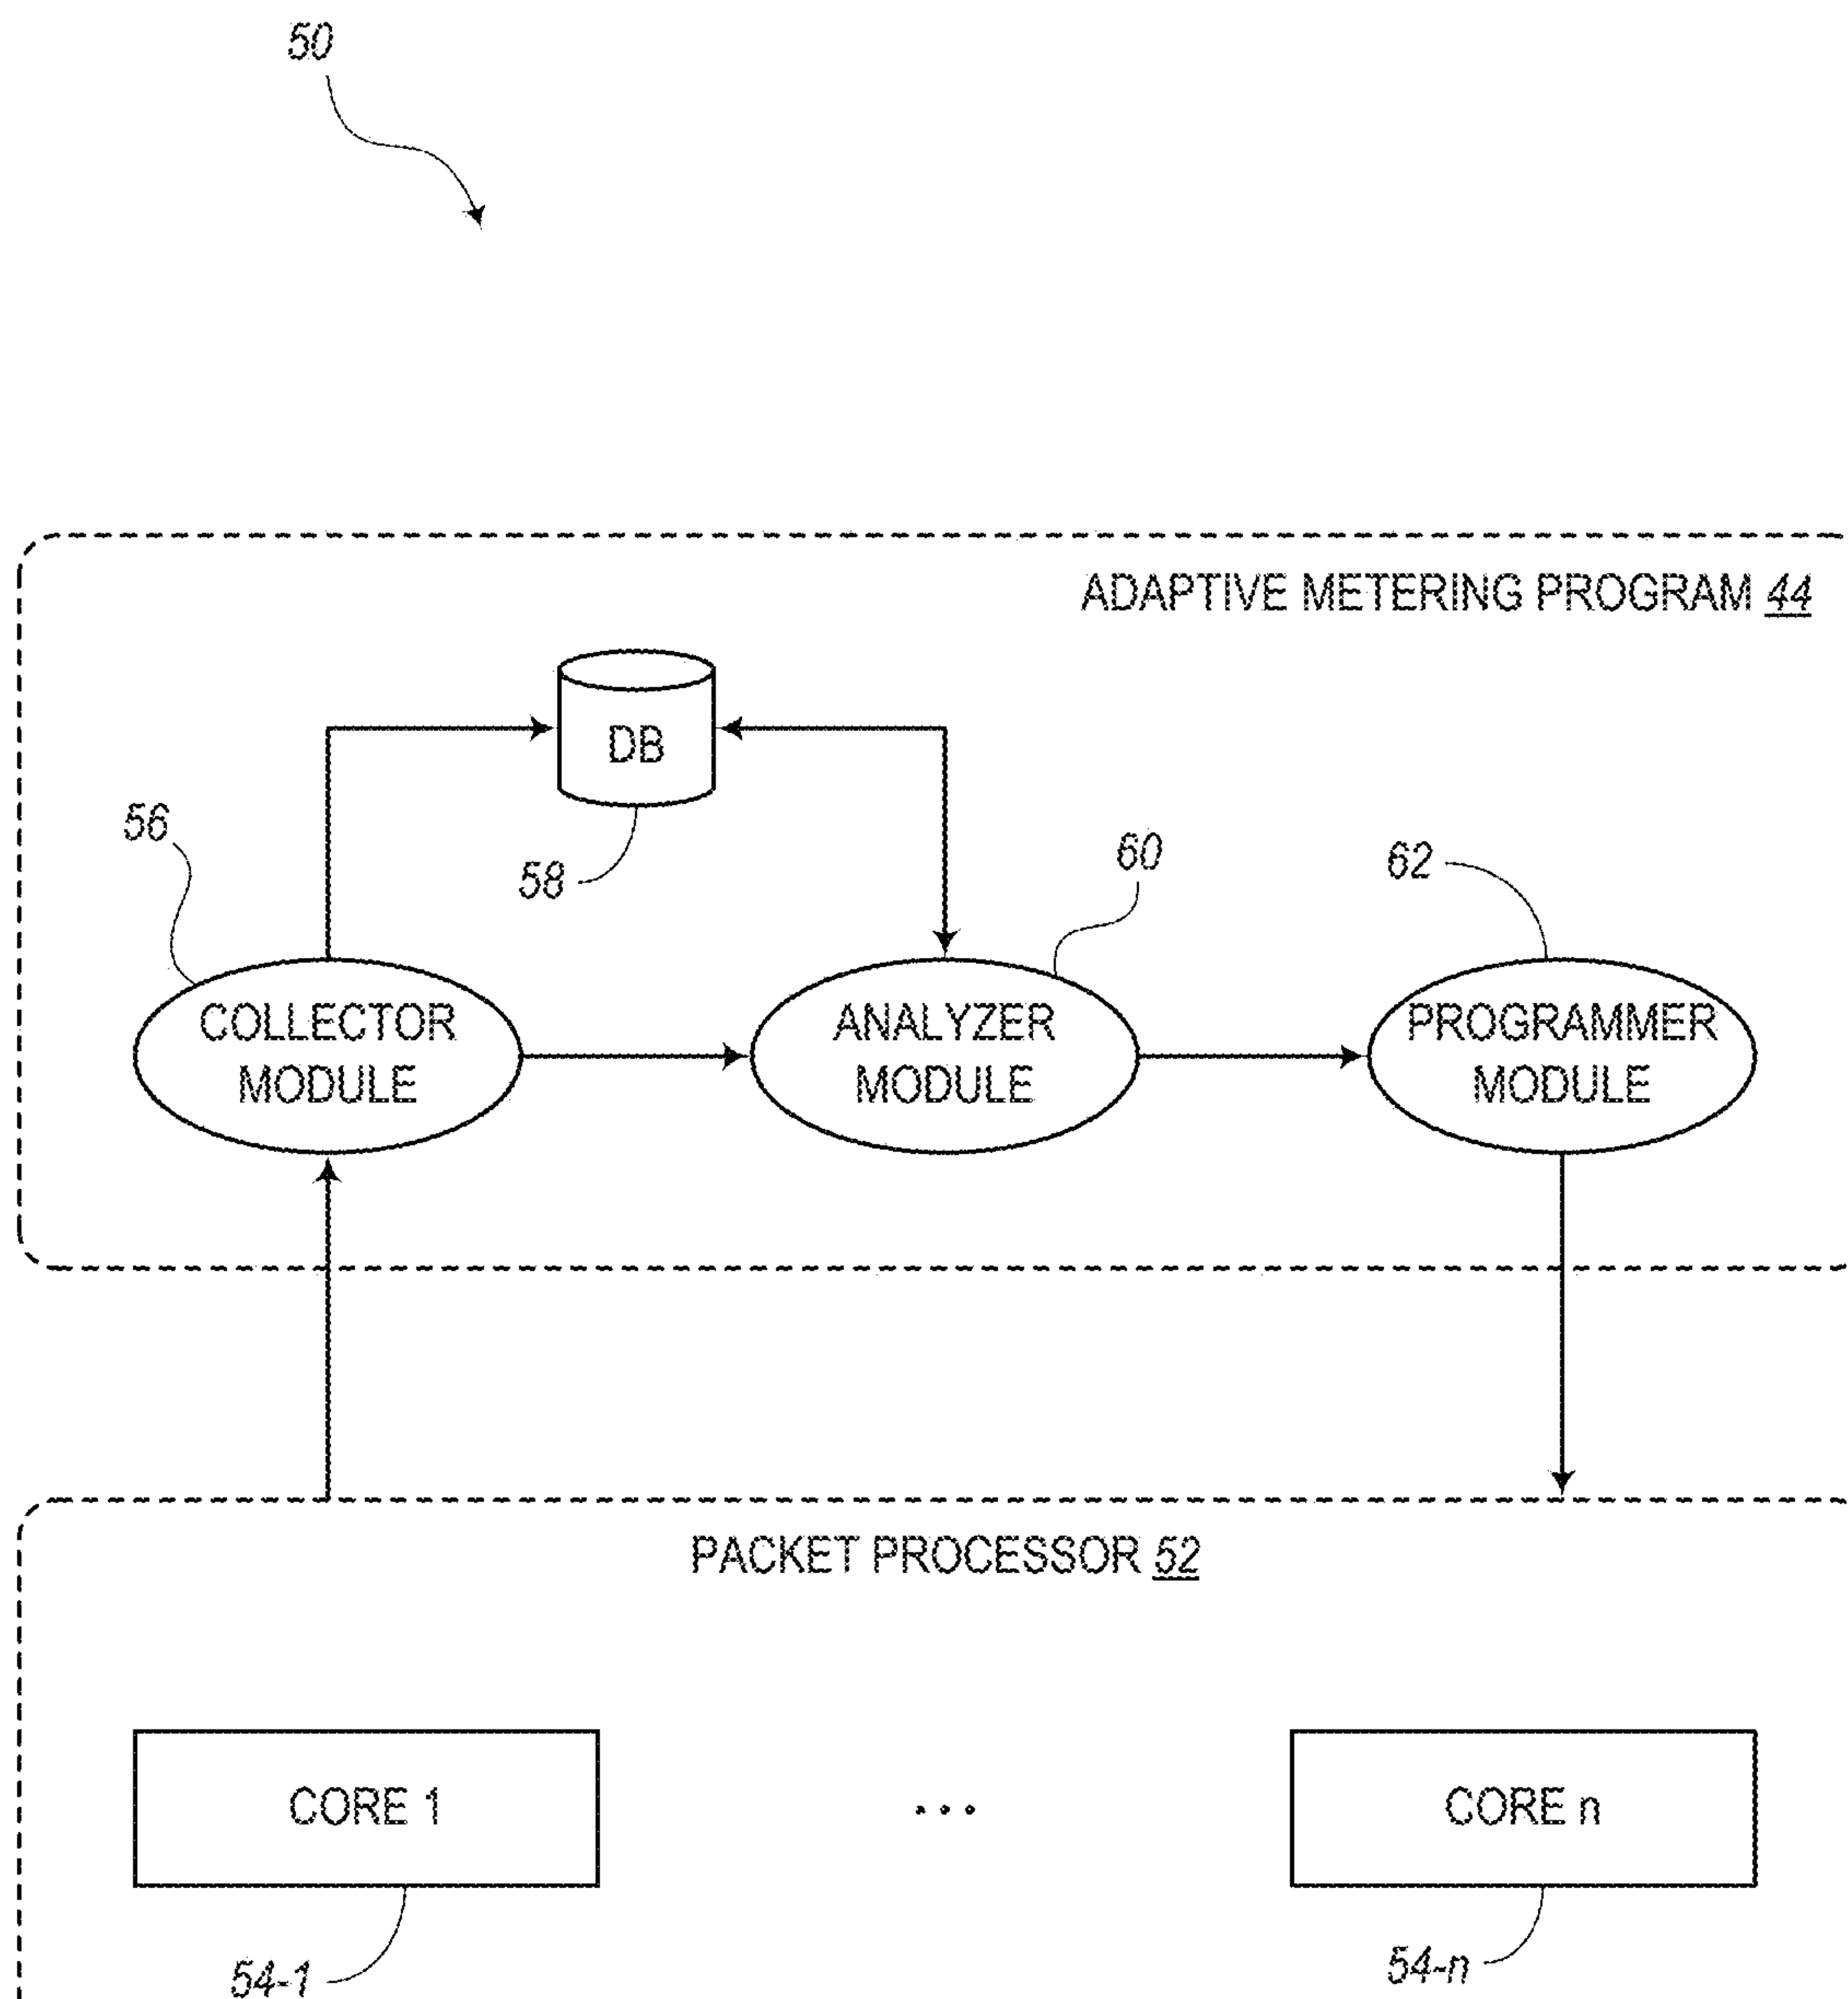 50
ADAPTIVE METERING PROGRAM 44
DB
56
58
60
62
COLLECTOR
MODULE
ANALYZER
MODULE
PROGRAMMER
MODULE
PACKET PROCESSOR 52
CORE 1
...
CORE n
54-1
54-n